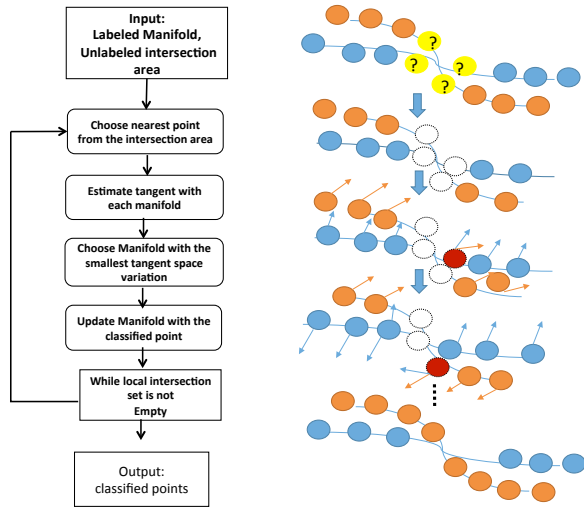 Input:
Labeled Manifold,
Unlabeled intersection
area
Choose nearest point
from the intersection area
Estimate tangent with
each manifold
Choose Manifold with the
smallest tangent space
variation
Update Manifold with the
classified point
While local intersection
set is not
Empty
Output:
classified points
?
?
?
?